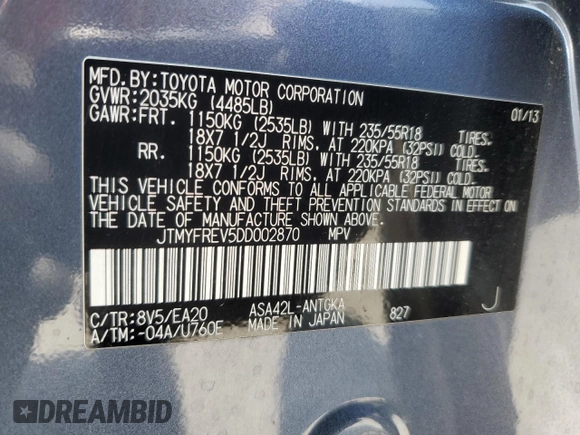 MFD. BY: TOYOTA MOTOR CORPORATION
GVWR: 2035KG (4485LB) 01/13
GAWR: FRT. 1150KG (2535LB) WITH 235/55R18 TIRES.
18X7 1/2J RIMS. AT 220KPA (32PSI) COLD.
RR. 1150KG (2535LB) WITH 235/55R18 TIRES.
18X7 1/2J RIMS. AT 220KPA (32PSI) COLD.
THIS VEHICLE CONFORMS TO ALL APPLICABLE FEDERAL MOTOR
VEHICLE SAFETY AND THEFT PREVENTION STANDARDS IN EFFECT ON
THE DATE OF MANUFACTURE SHOWN ABOVE.
JTMYFREV5DD002870 MPV
C/TR: 8V5/EA20 ASA42L-ANTGKA
A/TM: -04A/U760E MADE IN JAPAN 827 J
DREAMBID